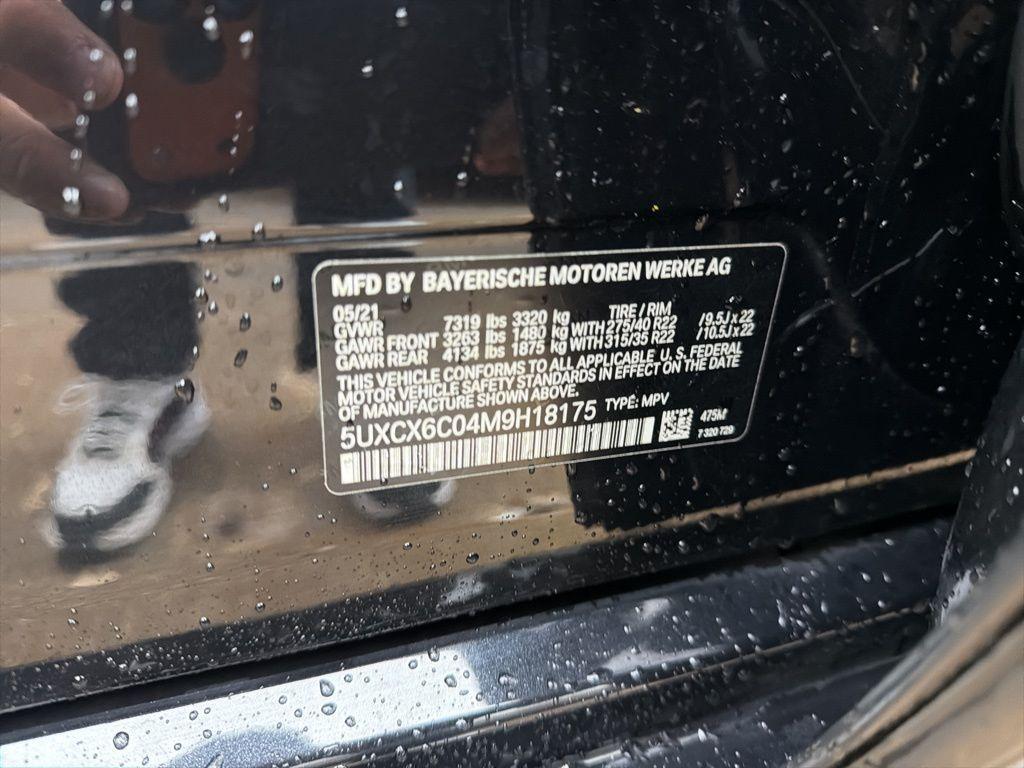 MFD BY BAYERISCHE MOTOREN WERKE AG
05/21 TIRE / RIM
GVWR 7319 lbs 3320 kg
GAWR FRONT 3263 lbs 1480 kg WITH 275/40 R22 /9.5J x 22
GAWR REAR 4134 lbs 1875 kg WITH 315/35 R22 /10.5J x 22
THIS VEHICLE CONFORMS TO ALL APPLICABLE U. S. FEDERAL
MOTOR VEHICLE SAFETY STANDARDS IN EFFECT ON THE DATE
OF MANUFACTURE SHOWN ABOVE.
5UXCX6C04M9H18175 TYPE: MPV
475M
7 320 729